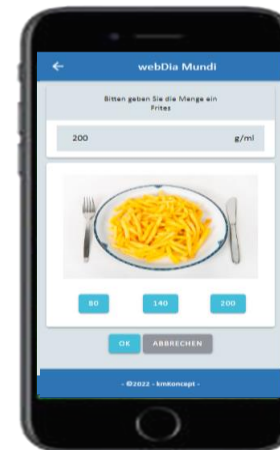 webDia Mundi
Bitten geben Sie die Menge ein
Frites
200 g/ml
80 140 200
OK ABBRECHEN
- ©2022 - kmKoncept -